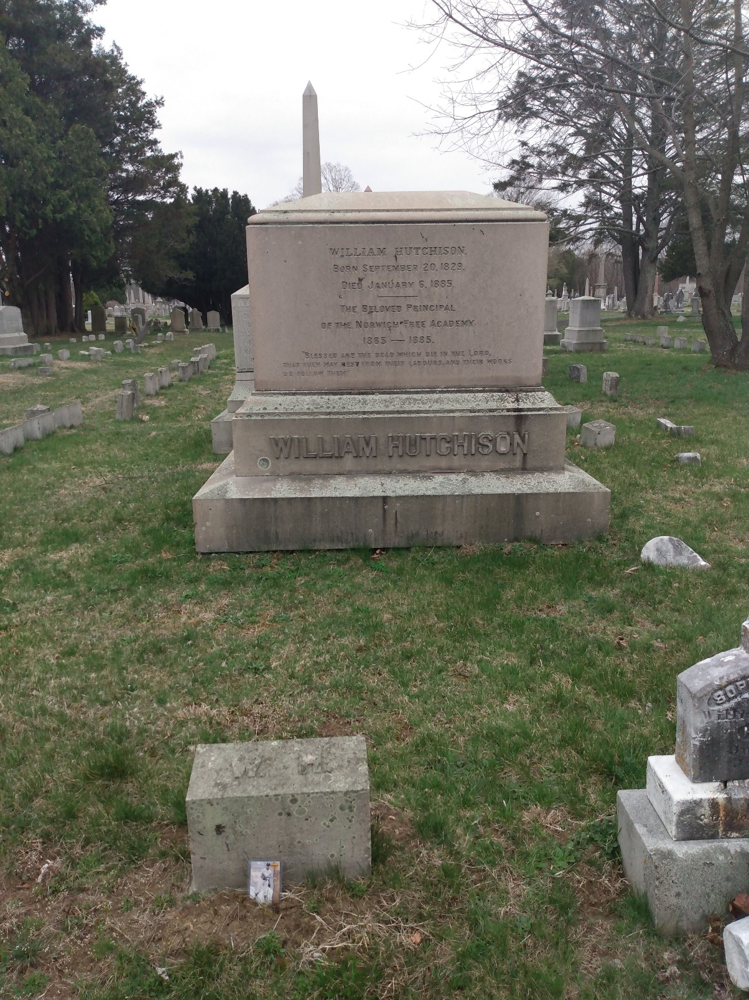 WILLIAM HUTCHISON.
BORN SEPTEMBER 20, 1829.
DIED JANUARY 6, 1885.
THE BELOVED PRINCIPAL
OF THE NORWICH FREE ACADEMY,
1865 — 1885.
"BLESSED ARE THE DEAD WHICH DIE IN THE LORD,
THAT THEY MAY REST FROM THEIR LABOURS, AND THEIR WORKS
DO FOLLOW THEM"
WILLIAM HUTCHISON
W. H.